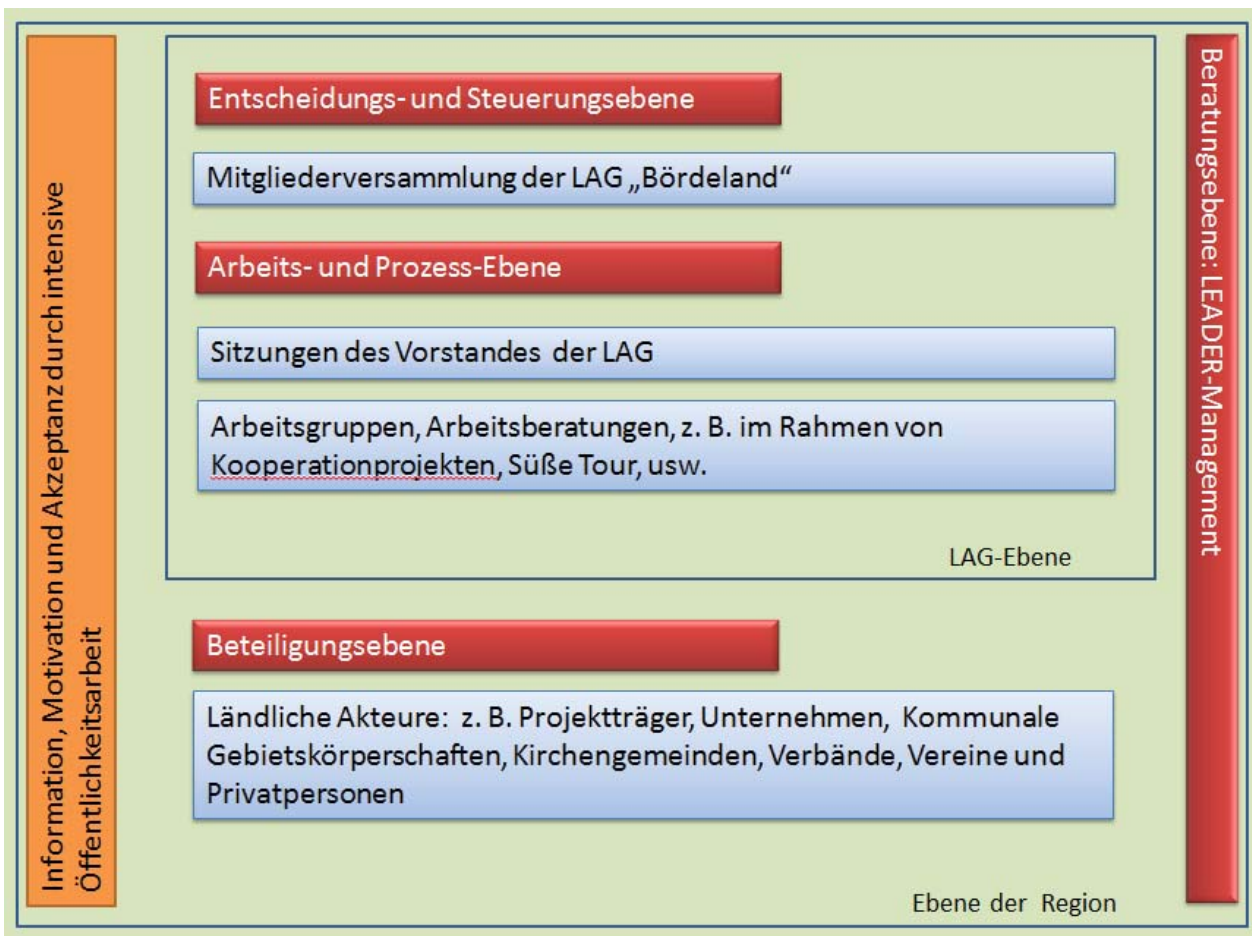 Information, Motivation und Akzeptanz durch intensive
Öffentlichkeitsarbeit
Entscheidungs- und Steuerungsebene
Mitgliederversammlung der LAG „Bördeland“
Arbeits- und Prozess-Ebene
Sitzungen des Vorstandes der LAG
Arbeitsgruppen, Arbeitsberatungen, z. B. im Rahmen von
Kooperationprojekten, Süße Tour, usw.
LAG-Ebene
Beteiligungsebene
Ländliche Akteure: z. B. Projektträger, Unternehmen, Kommunale
Gebietskörperschaften, Kirchengemeinden, Verbände, Vereine und
Privatpersonen
Ebene der Region
Beratungsebene: LEADER-Management